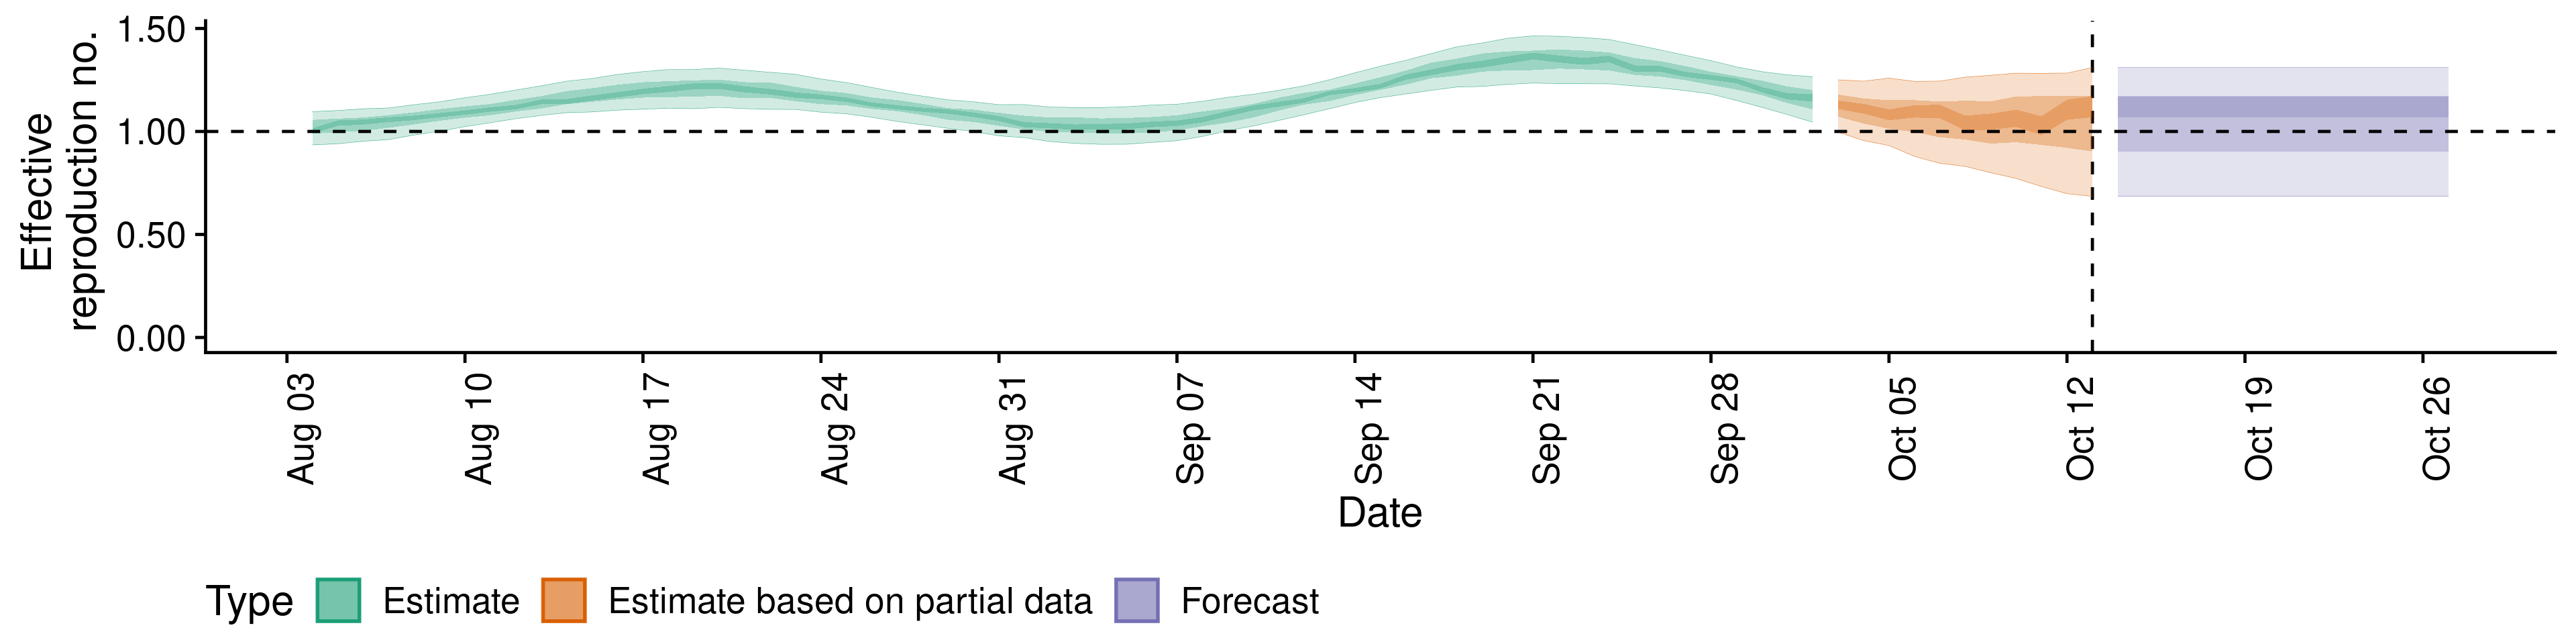 Effective
reproduction no.
1.50
1.00
0.50
0.00
Aug 03
Aug 10
Aug 17
Aug 24
Aug 31
Sep 07
Sep 14
Sep 21
Sep 28
Oct 05
Oct 12
Oct 19
Oct 26
Date
Type Estimate Estimate based on partial data Forecast